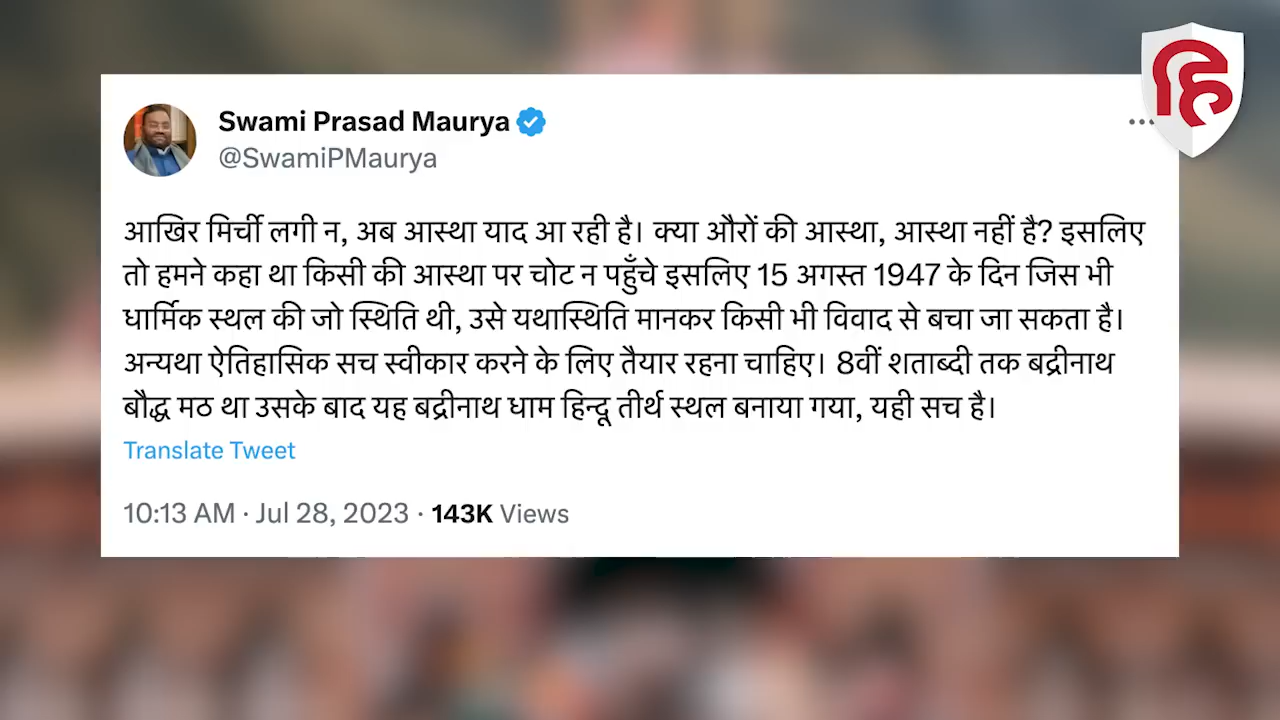 Swami Prasad Maurya
@SwamiPMaurya
आखिर मिर्ची लगी न, अब आस्था याद आ रही है। क्या औरों की आस्था, आस्था नहीं है? इसलिए
तो हमने कहा था किसी की आस्था पर चोट न पहुँचे इसलिए 15 अगस्त 1947 के दिन जिस भी
धार्मिक स्थल की जो स्थिति थी, उसे यथास्थिति मानकर किसी भी विवाद से बचा जा सकता है।
अन्यथा ऐतिहासिक सच स्वीकार करने के लिए तैयार रहना चाहिए। 8वीं शताब्दी तक बद्रीनाथ
बौद्ध मठ था उसके बाद यह बद्रीनाथ धाम हिन्दू तीर्थ स्थल बनाया गया, यही सच है।
Translate Tweet
10:13 AM · Jul 28, 2023 · 143K Views
हि